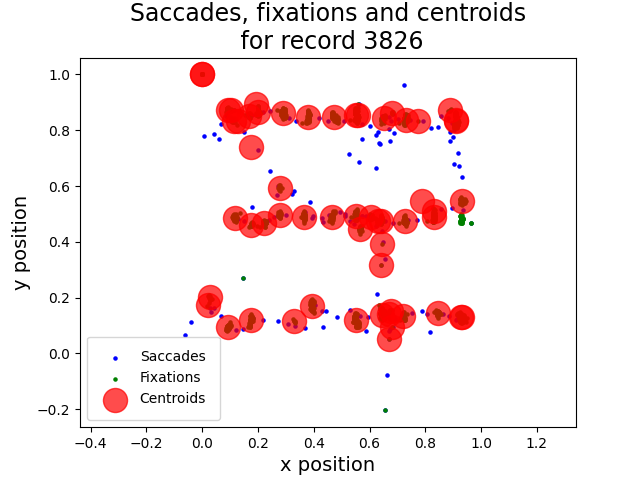 Saccades, fixations and centroids
for record 3826
y position
1.0
0.8
0.6
0.4
0.2
0.0
−0.2
Saccades
Fixations
Centroids
−0.4
−0.2
0.0
0.2
0.4
0.6
0.8
1.0
1.2
x position